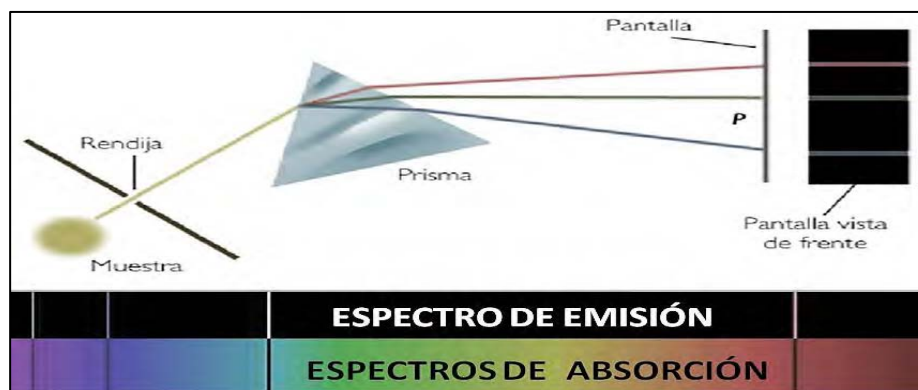 Pantalla
Rendija
P
Prisma
Muestra
Pantalla vista
de frente
ESPECTRO DE EMISIÓN
ESPECTROS DE ABSORCIÓN